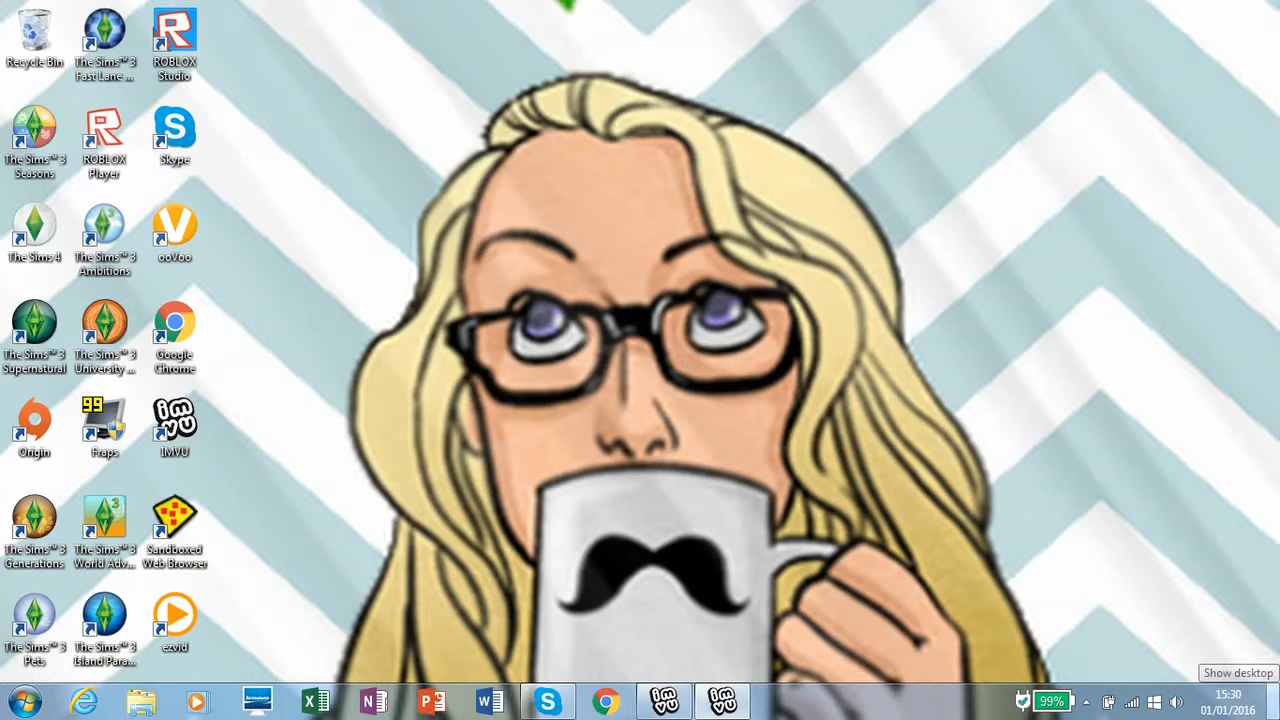 Recycle Bin
The Sims™ 3
Fast Lane ...
ROBLOX
Studio
The Sims™ 3
Seasons
ROBLOX
Player
Skype
The Sims 4
The Sims™ 3
Ambitions
ooVoo
The Sims™ 3
Supernatural
The Sims™ 3
University ...
Google
Chrome
Origin
99
Fraps
IMVU
The Sims™ 3
Generations
The Sims™ 3
World Adv...
Sandboxed
Web Browser
The Sims™ 3
Pets
The Sims™ 3
Island Para...
ezvid
Show desktop
99%
15:30
01/01/2016